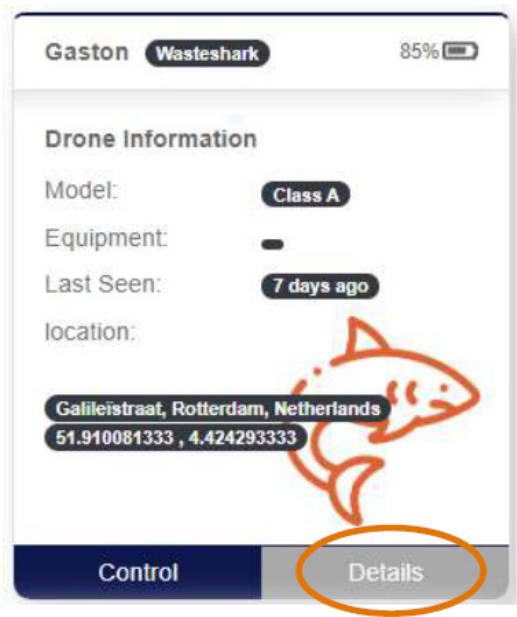 Gaston Wasteshark 85%
Drone Information
Model: Class A
Equipment: -
Last Seen: 7 days ago
location:
Galileïstraat, Rotterdam, Netherlands
51.910081333 , 4.424293333
Control Details